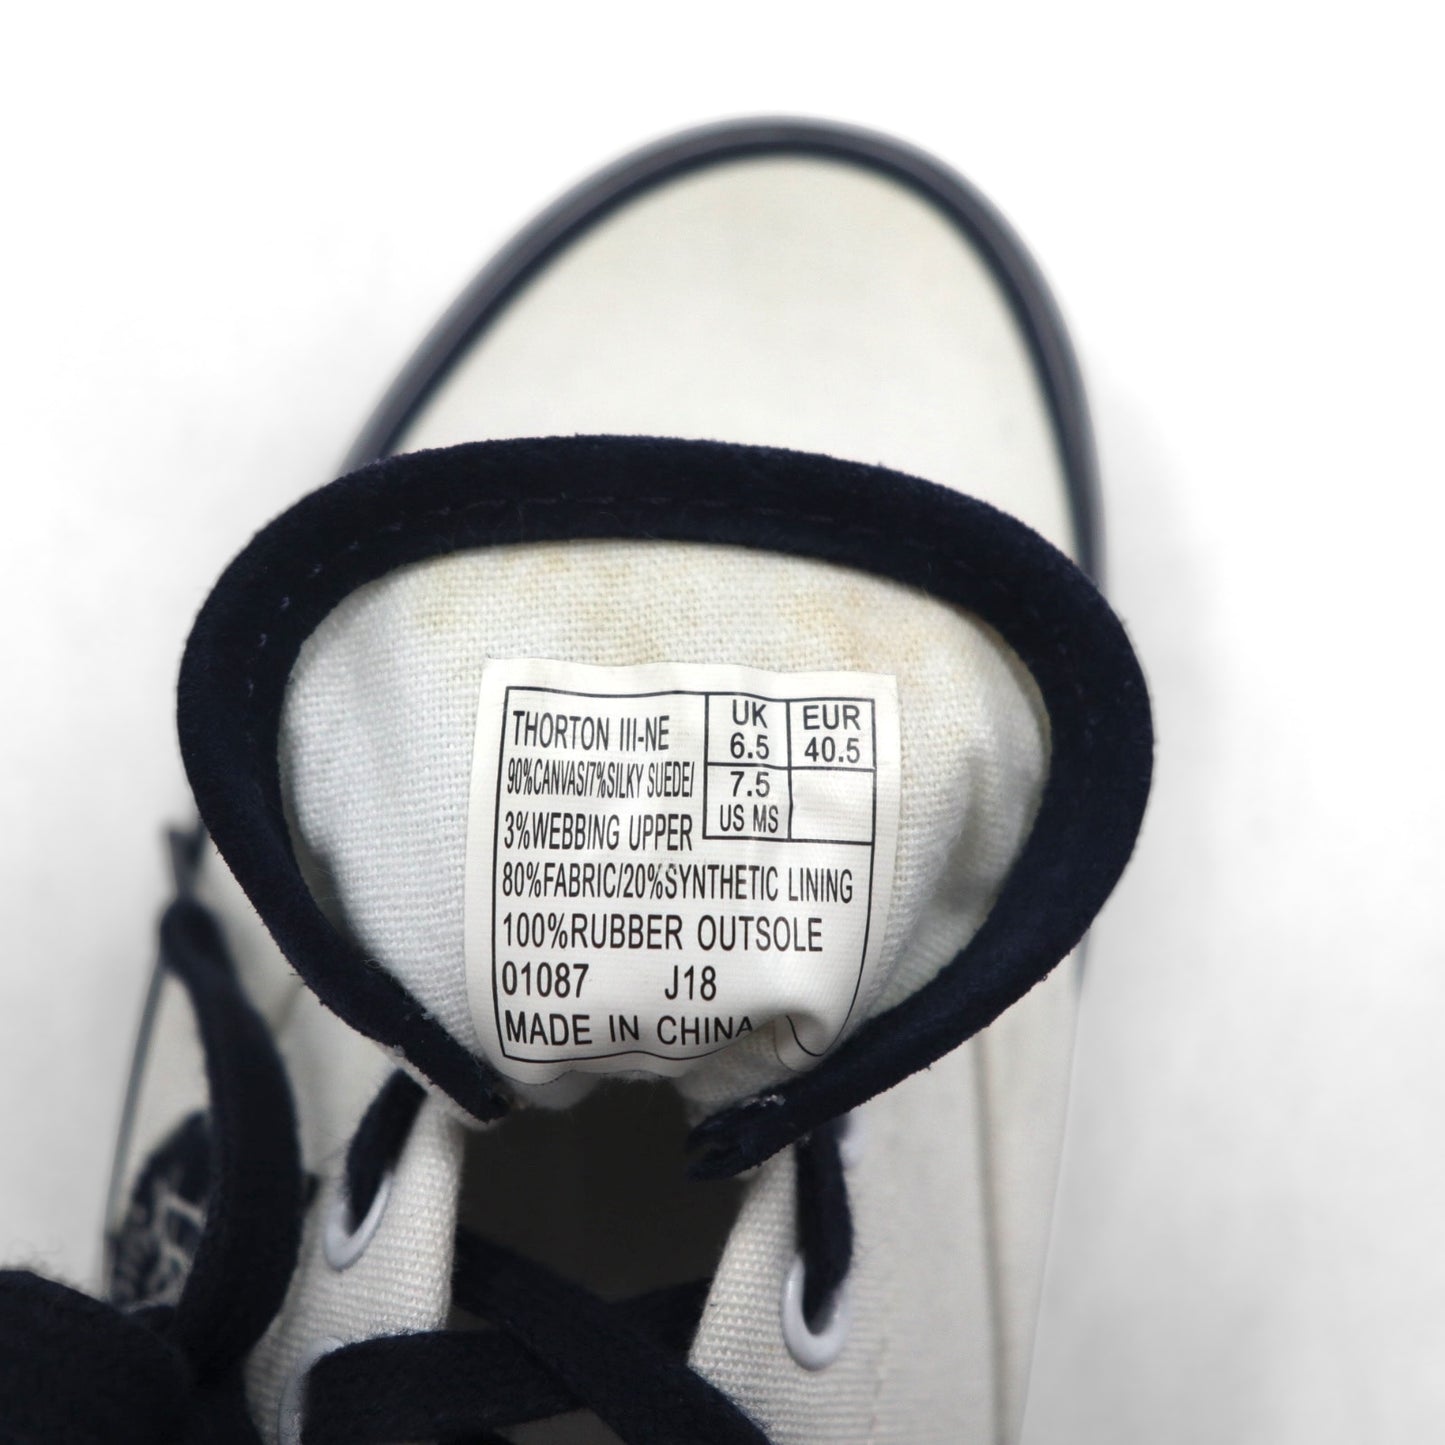 THORTON III-NE
90%CANVAS/7%SILKY SUEDE/
3%WEBBING UPPER
UK
6.5
EUR
40.5
7.5
US MS
80%FABRIC/20%SYNTHETIC LINING
100%RUBBER OUTSOLE
01087 J18
MADE IN CHINA